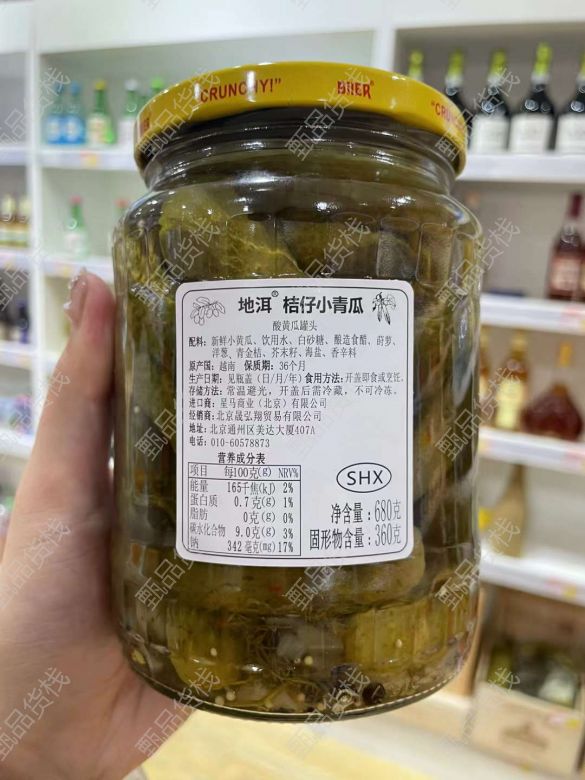 "CRUNCHY!"
"CRUN
地洱® 桔仔小青瓜
酸黄瓜罐头
配料：新鲜小黄瓜、饮用水、白砂糖、酿造食醋、莳萝、
洋葱、青金桔、芥末籽、海盐、香辛料
原产国：越南 保质期：36个月
生产日期：见瓶盖（日/月/年）食用方法：开盖即食或烹饪。
存储方法：常温避光，开盖后需冷藏，不可冷冻。
进口商：星马商业（北京）有限公司
经销商：北京晟弘翔贸易有限公司
地址：北京通州区美达大厦407A
电话：010-60578873
营养成分表
项目 每100克(g) NRV%
能量 165千焦(kJ) 2%
蛋白质 0.7克(g) 1%
脂肪 0克(g) 0%
碳水化合物 9.0克(g) 3%
钠 342毫克(mg) 17%
SHX
净含量：680克
固形物含量：360克
甄品货栈